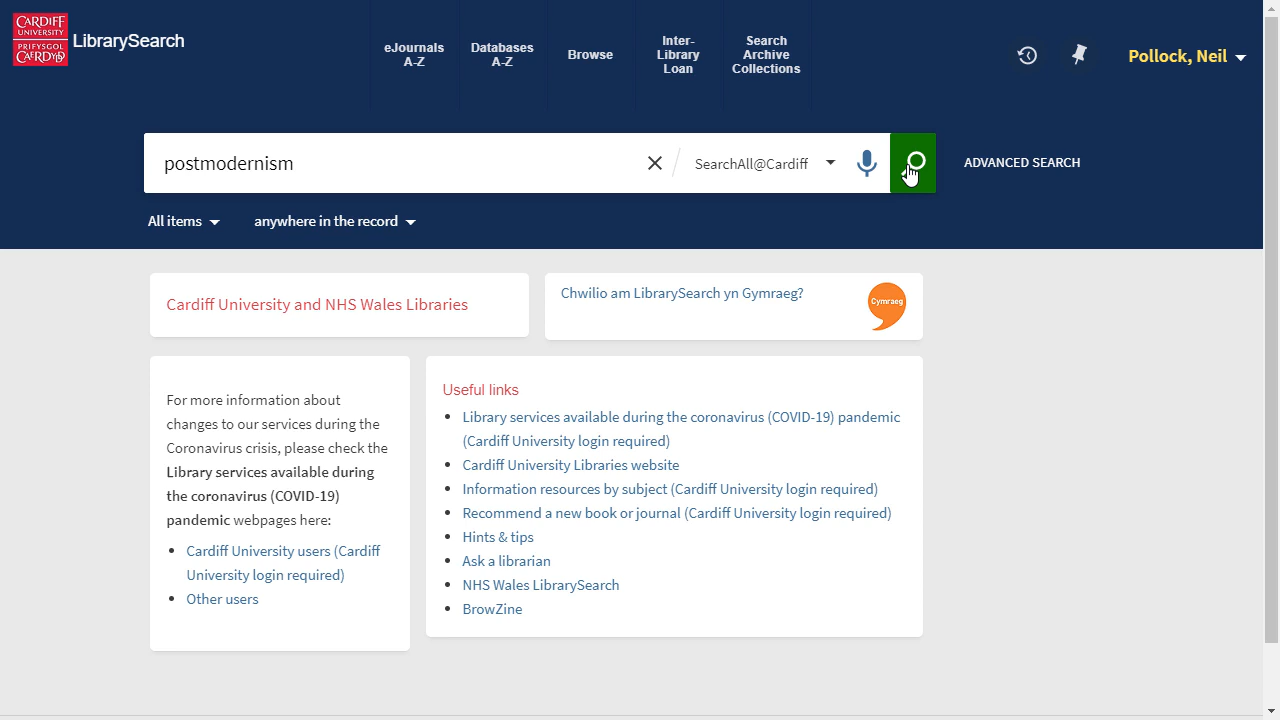 CARDIFF
UNIVERSITY
PRIFYSGOL
CAERDYDD
LibrarySearch
eJournals
A-Z
Databases
A-Z
Browse
Inter-
Library
Loan
Search
Archive
Collections
Pollock, Neil
postmodernism
SearchAll@Cardiff
ADVANCED SEARCH
All items
anywhere in the record
Cardiff University and NHS Wales Libraries
Chwilio am LibrarySearch yn Gymraeg?
Cymraeg
For more information about
changes to our services during the
Coronavirus crisis, please check the
Library services available during
the coronavirus (COVID-19)
pandemic webpages here:
Cardiff University users (Cardiff
University login required)
Other users
Useful links
Library services available during the coronavirus (COVID-19) pandemic
(Cardiff University login required)
Cardiff University Libraries website
Information resources by subject (Cardiff University login required)
Recommend a new book or journal (Cardiff University login required)
Hints & tips
Ask a librarian
NHS Wales LibrarySearch
BrowZine